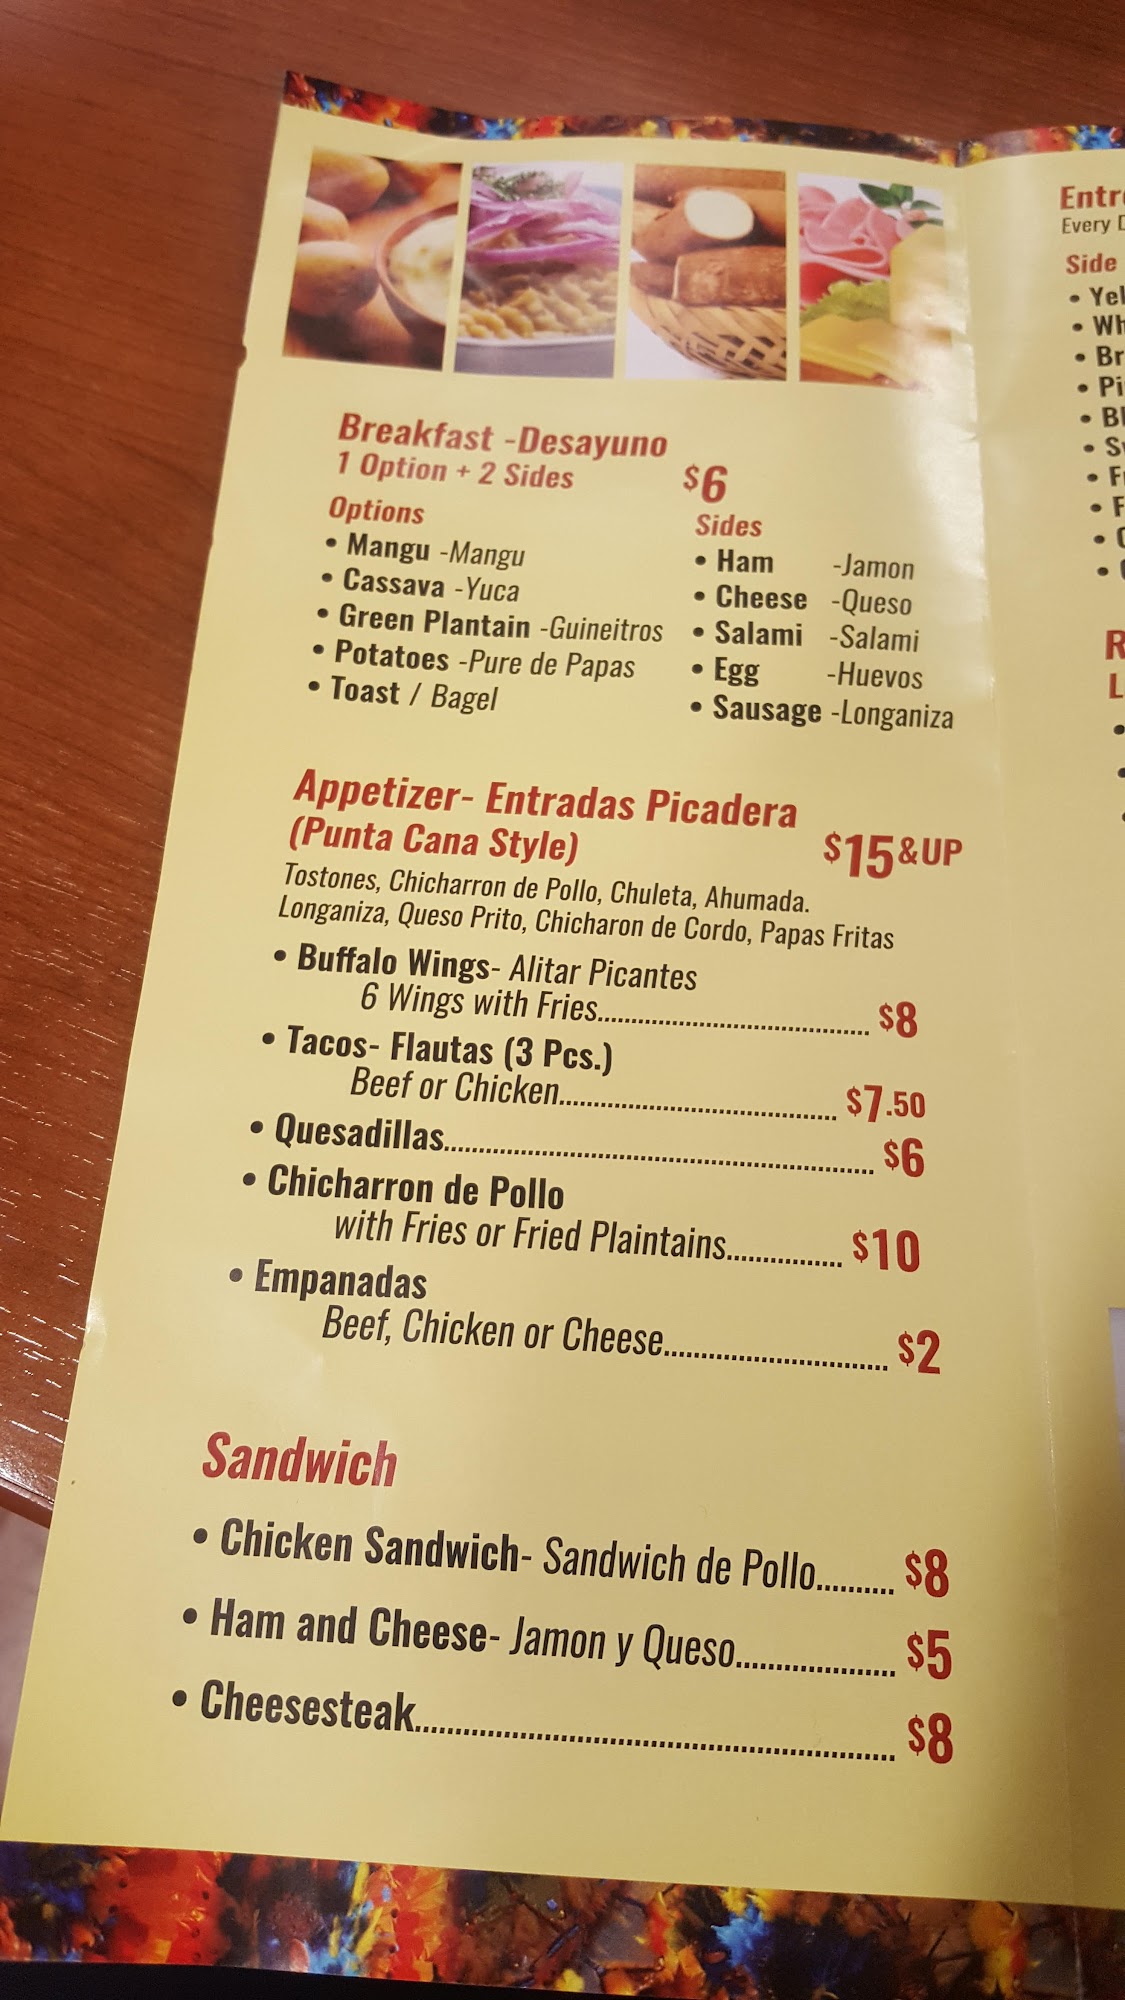 Breakfast -Desayuno
1 Option + 2 Sides $6
Options
• Mangu -Mangu
• Cassava -Yuca
• Green Plantain -Guineitros
• Potatoes -Pure de Papas
• Toast / Bagel
Sides
• Ham -Jamon
• Cheese -Queso
• Salami -Salami
• Egg -Huevos
• Sausage -Longaniza
Appetizer- Entradas Picadera
(Punta Cana Style) $15&UP
Tostones, Chicharron de Pollo, Chuleta, Ahumada.
Longaniza, Queso Prito, Chicharon de Cordo, Papas Fritas
• Buffalo Wings- Alitar Picantes
6 Wings with Fries........................................ $8
• Tacos- Flautas (3 Pcs.)
Beef or Chicken......................................... $7.50
• Quesadillas................................................................ $6
• Chicharron de Pollo
with Fries or Fried Plaintains................ $10
• Empanadas
Beef, Chicken or Cheese.............................. $2
Sandwich
• Chicken Sandwich- Sandwich de Pollo.......... $8
• Ham and Cheese- Jamon y Queso..................... $5
• Cheesesteak............................................................... $8
Every
Side